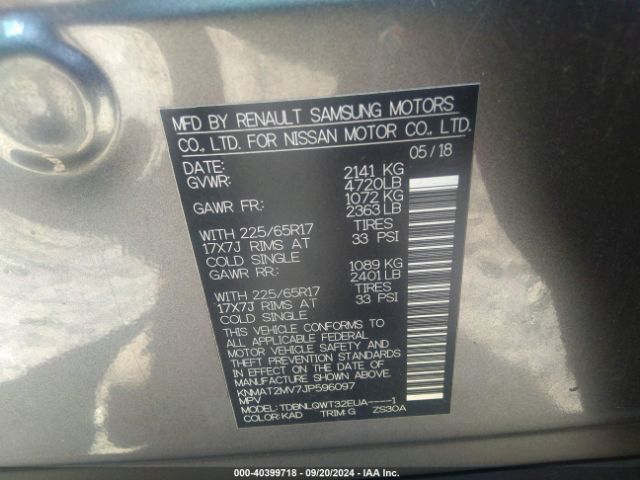 MFD BY RENAULT SAMSUNG MOTORS
CO., LTD. FOR NISSAN MOTOR CO., LTD.
DATE: 05/18
GVWR: 2141 KG
4720LB
GAWR FR: 1072 KG
2363 LB
WITH 225/65R17 TIRES
17X7J RIMS AT 33 PSI
COLD SINGLE
GAWR RR: 1089 KG
2401 LB
WITH 225/65R17 TIRES
17X7J RIMS AT 33 PSI
COLD SINGLE
THIS VEHICLE CONFORMS TO
ALL APPLICABLE FEDERAL
MOTOR VEHICLE SAFETY AND
THEFT PREVENTION STANDARDS
IN EFFECT ON THE DATE OF
MANUFACTURE SHOWN ABOVE.
KNMAT2MV7JP596097
MPV
MODEL: TDBNLQWT32EUA-----1
COLOR: KAD TRIM: G ZS30A
000-40399718 - 09/20/2024 - IAA Inc.